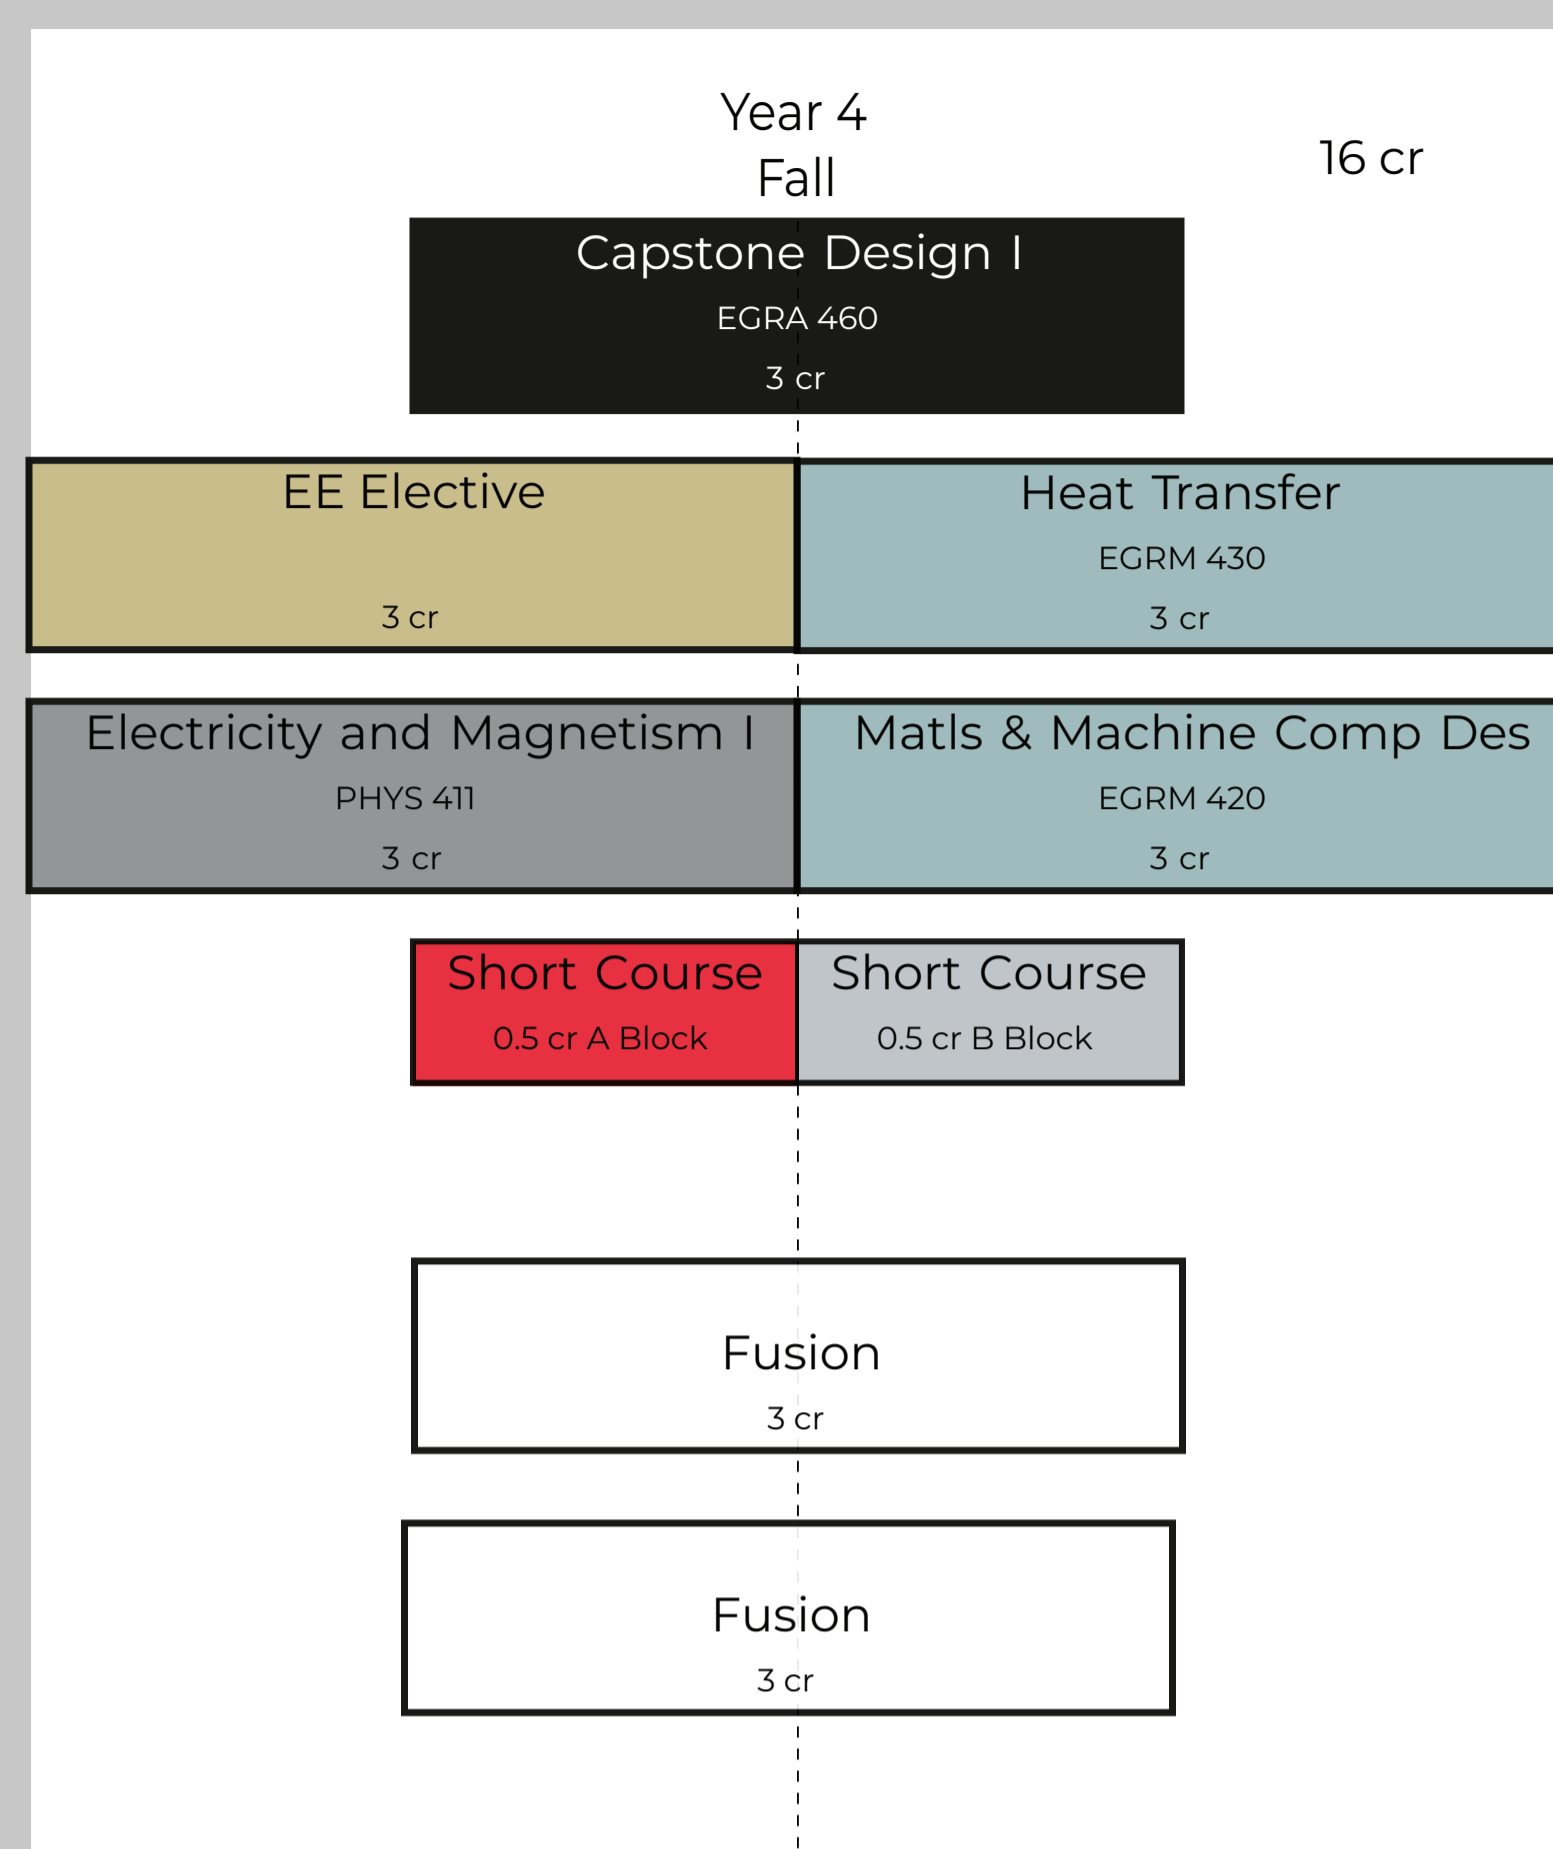 Year 4
Fall
16 cr
Capstone Design I
EGRA 460
3 cr
EE Elective
3 cr
Heat Transfer
EGRM 430
3 cr
Electricity and Magnetism I
PHYS 411
3 cr
Matls & Machine Comp Des
EGRM 420
3 cr
Short Course
0.5 cr A Block
Short Course
0.5 cr B Block
Fusion
3 cr
Fusion
3 cr